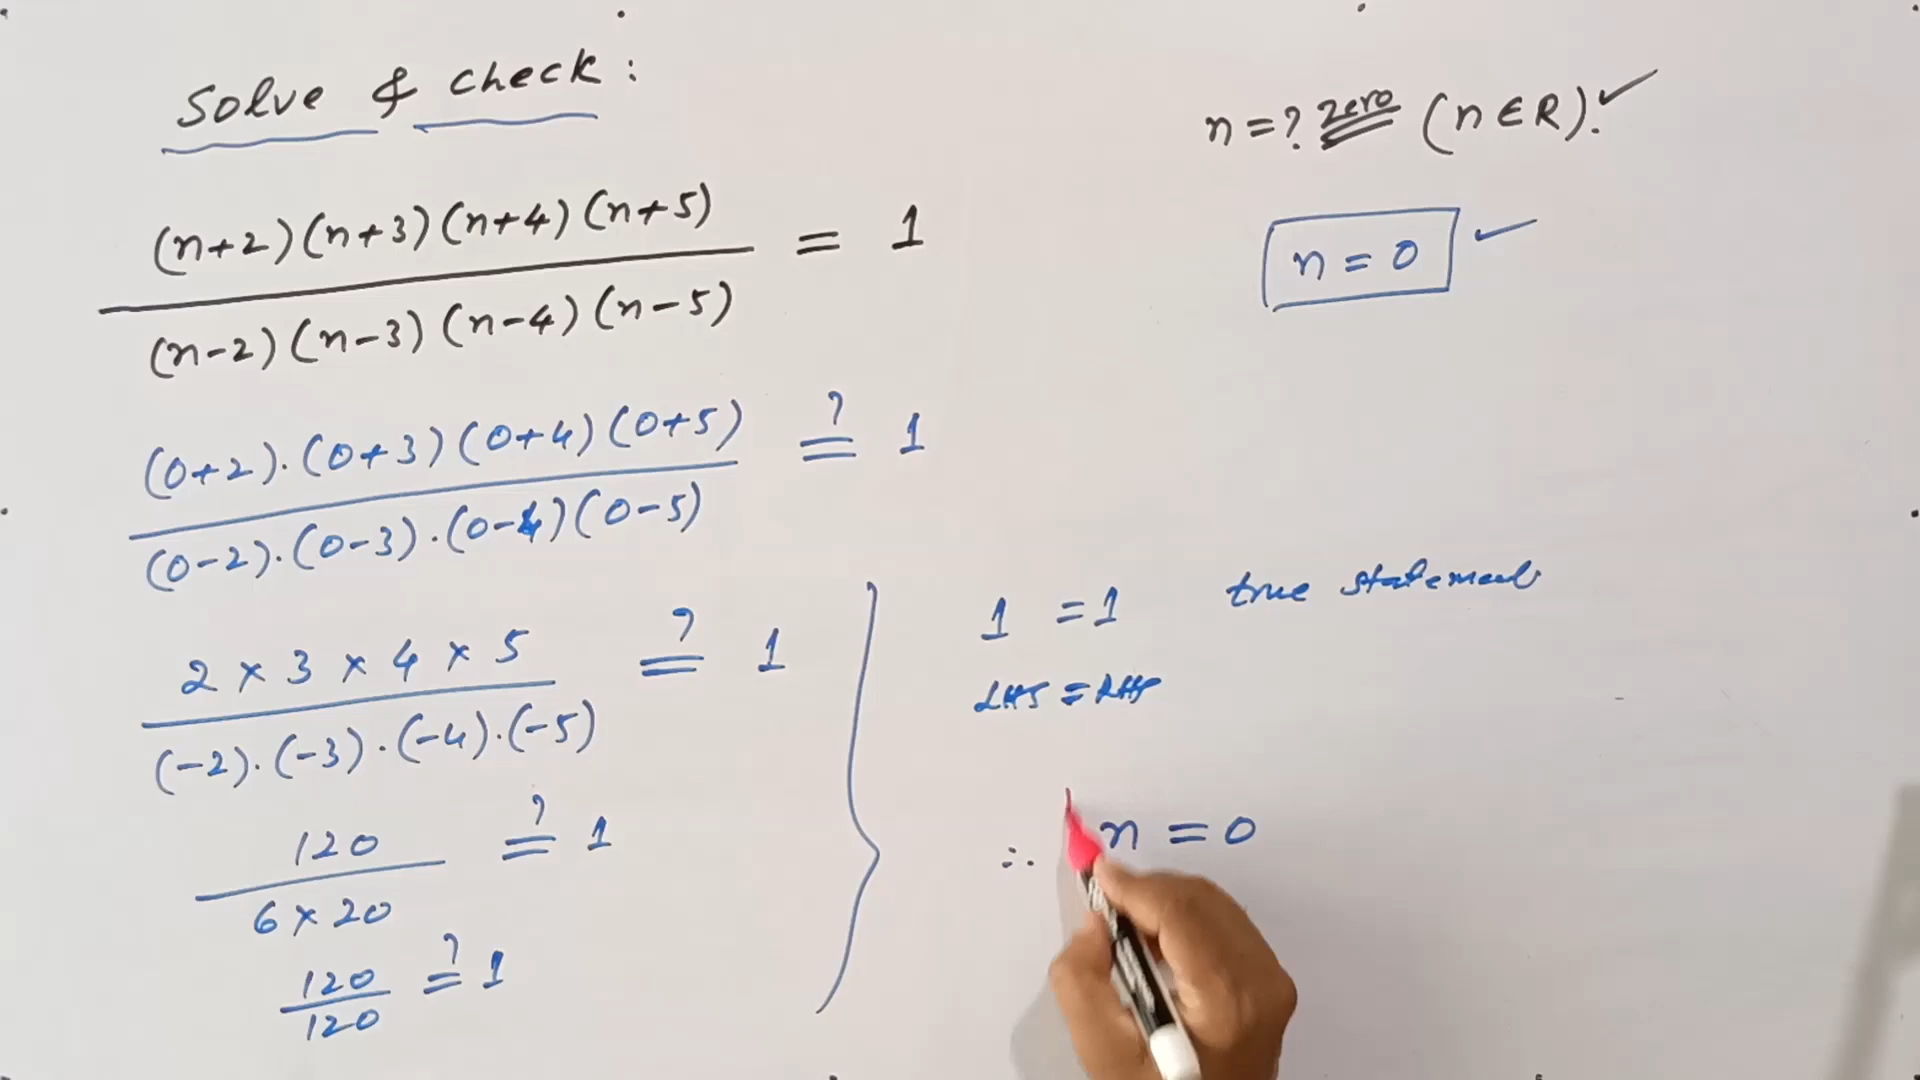 Solve & check:
n=? zero (n∈R). ✓
(n+2)(n+3)(n+4)(n+5)
= 1
(n-2)(n-3)(n-4)(n-5)
n = 0 ✓
(0+2).(0+3)(0+4)(0+5)
?
= 1
(0-2).(0-3).(0-4)(0-5)
2 × 3 × 4 × 5
?
= 1
(-2).(-3).(-4).(-5)
120
?
= 1
6 × 20
120
?
= 1
120
1 = 1 true statement
LHS = RHS
∴ n = 0